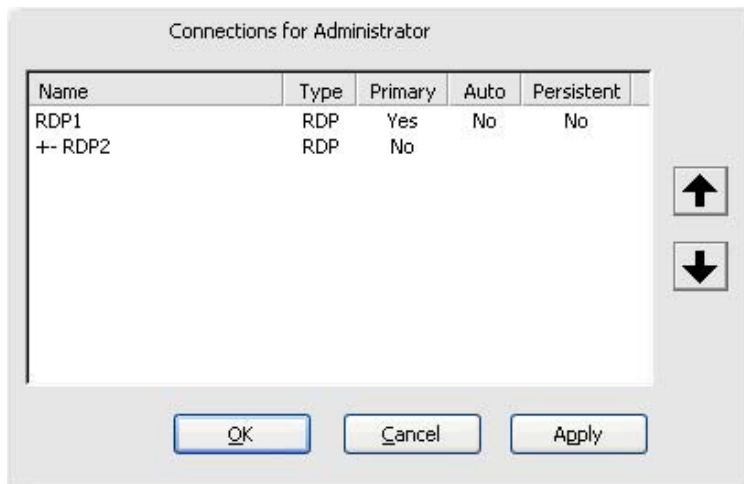 Connections for Administrator
Name Type Primary Auto Persistent
RDP1 RDP Yes No No
+- RDP2 RDP No
OK Cancel Apply